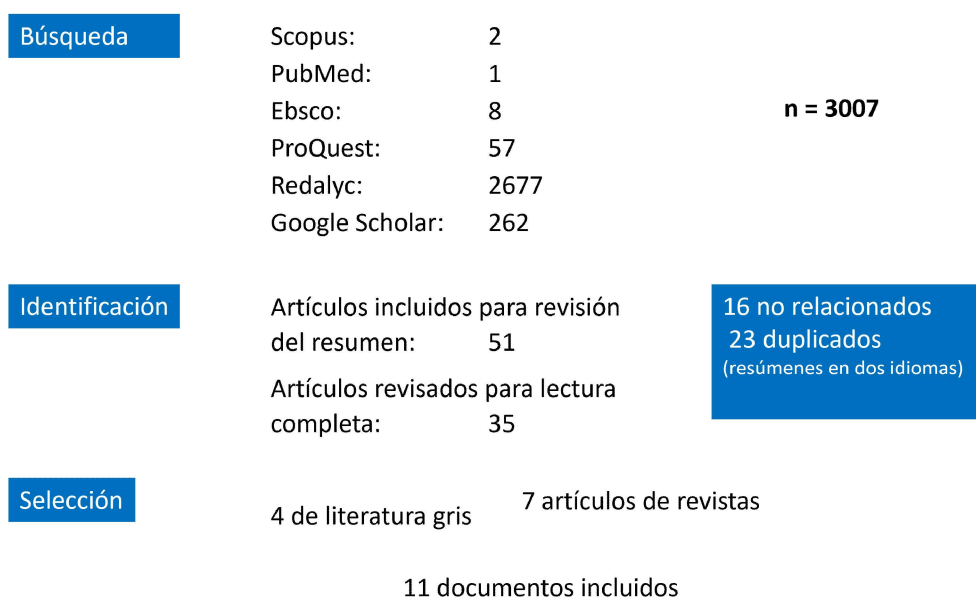 Búsqueda
Scopus: 2
PubMed: 1
Ebsco: 8
ProQuest: 57
Redalyc: 2677
Google Scholar: 262
n = 3007
Identificación
Artículos incluidos para revisión
del resumen: 51
Artículos revisados para lectura
completa: 35
16 no relacionados
23 duplicados
(resúmenes en dos idiomas)
Selección
4 de literatura gris
7 artículos de revistas
11 documentos incluidos